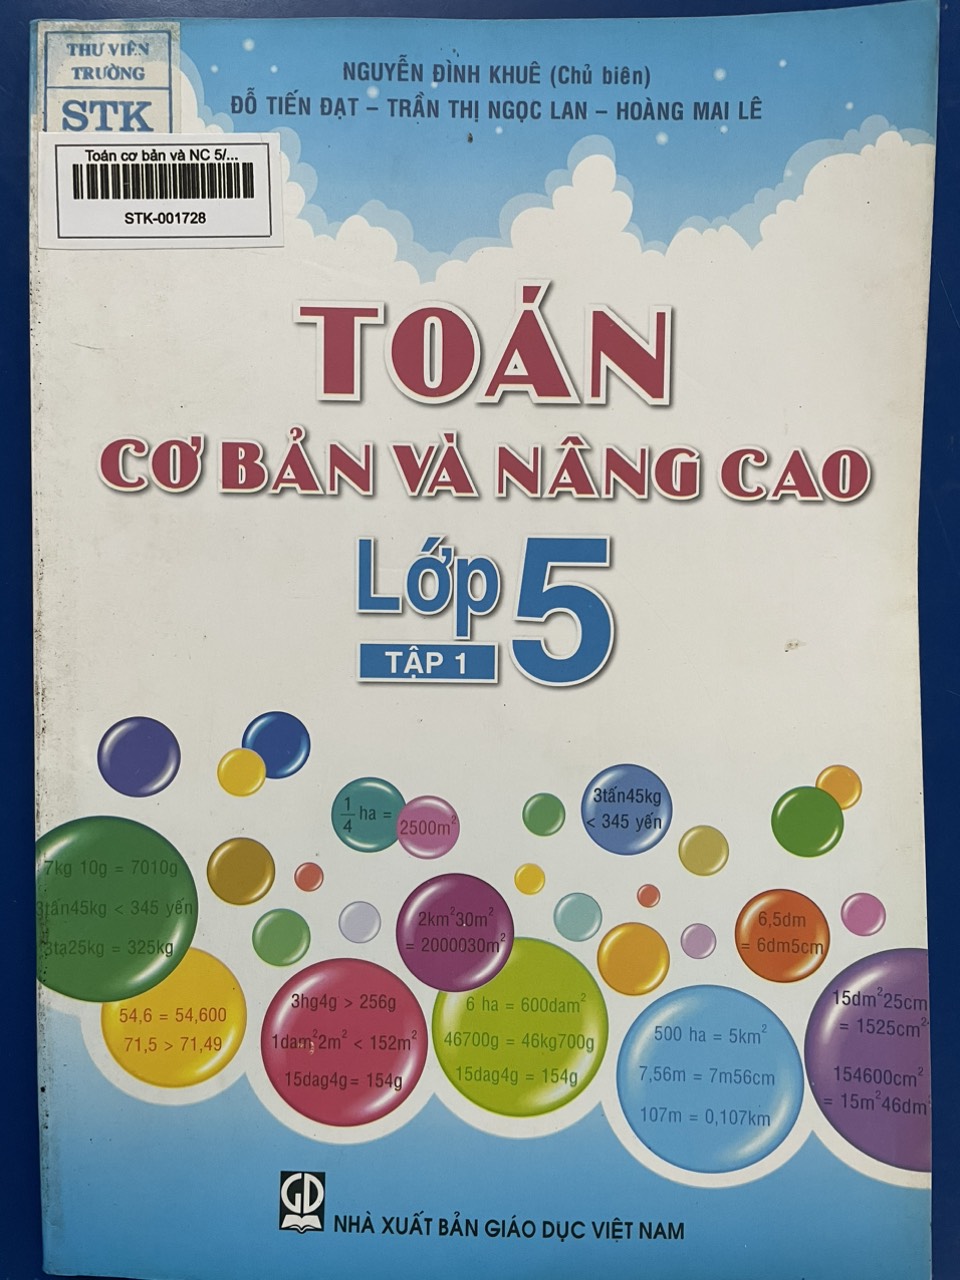 THƯ VIỆN
TRƯỜNG
STK
Toán cơ bản và NC 5/...
STK-001728
NGUYỄN ĐÌNH KHUÊ (Chủ biên)
ĐỖ TIẾN ĐẠT – TRẦN THỊ NGỌC LAN – HOÀNG MAI LÊ
TOÁN
CƠ BẢN VÀ NÂNG CAO
Lớp 5
TẬP 1
1/4 ha =
2500m²
3tấn45kg
< 345 yến
7kg 10g = 7010g
3tấn45kg < 345 yến
3tạ25kg = 325kg
2km²30m²
= 2000030m²
6,5dm
= 6dm5cm
54,6 = 54,600
71,5 > 71,49
3hg4g > 256g
1dam²2m² < 152m²
15dag4g = 154g
6 ha = 600dam²
46700g = 46kg700g
15dag4g = 154g
500 ha = 5km²
7,56m = 7m56cm
107m = 0,107km
15dm²25cm
= 1525cm²
154600cm²
= 15m²46dm
GD
NHÀ XUẤT BẢN GIÁO DỤC VIỆT NAM